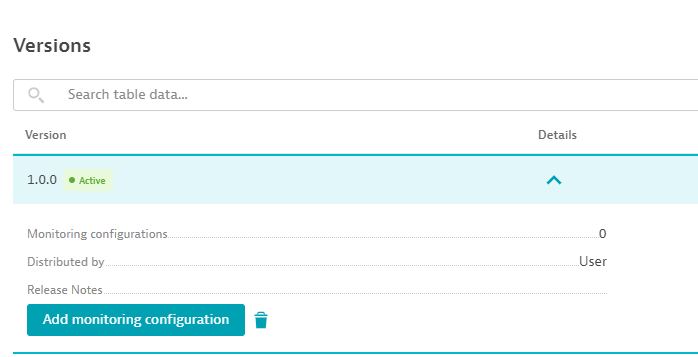 Versions
Search table data...
Version Details
1.0.0 Active
Monitoring configurations 0
Distributed by User
Release Notes
Add monitoring configuration